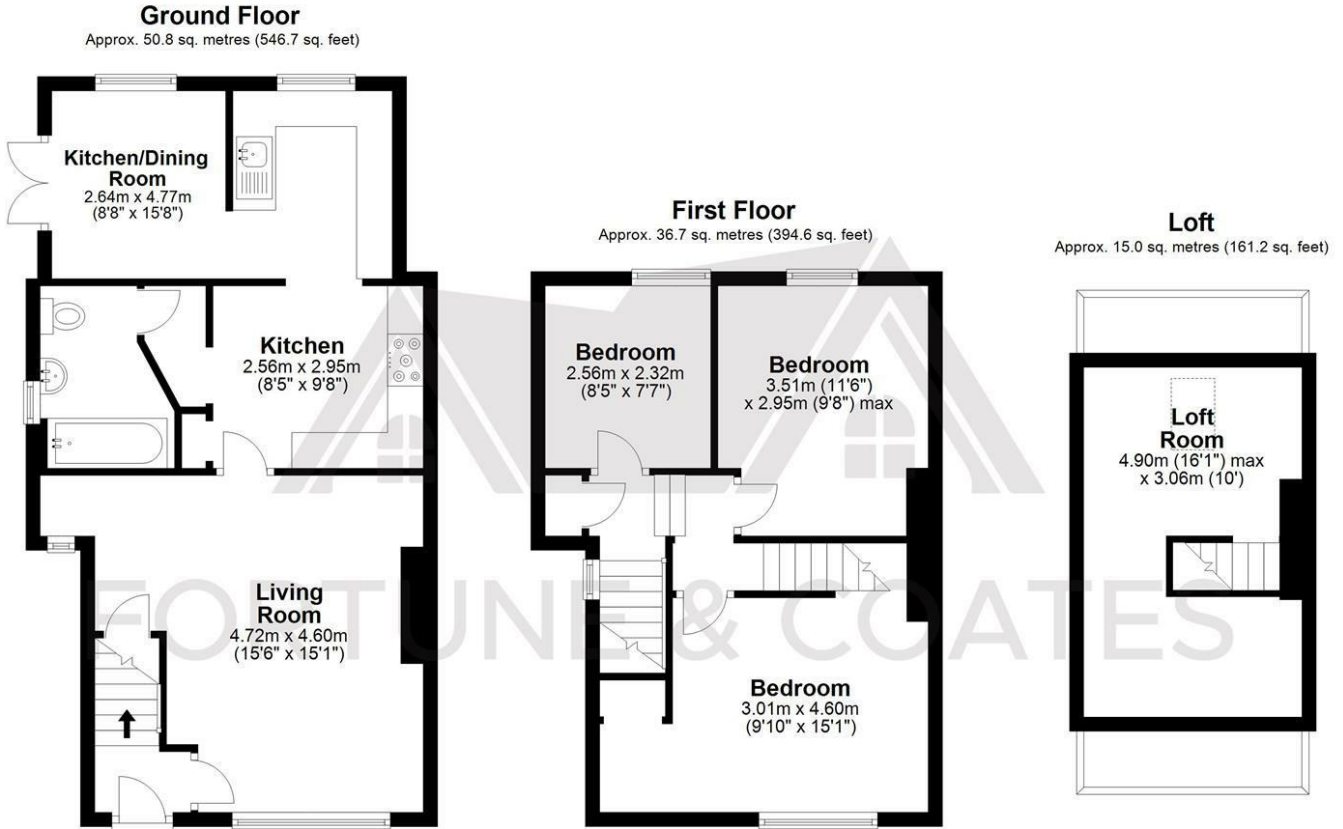 Ground Floor
Approx. 50.8 sq. metres (546.7 sq. feet)
Kitchen/Dining
Room
2.64m x 4.77m
(8'8" x 15'8")
Kitchen
2.56m x 2.95m
(8'5" x 9'8")
Living
Room
4.72m x 4.60m
(15'6" x 15'1")
First Floor
Approx. 36.7 sq. metres (394.6 sq. feet)
Bedroom
2.56m x 2.32m
(8'5" x 7'7")
Bedroom
3.51m (11'6")
x 2.95m (9'8") max
Bedroom
3.01m x 4.60m
(9'10" x 15'1")
Loft
Approx. 15.0 sq. metres (161.2 sq. feet)
Loft
Room
4.90m (16'1") max
x 3.06m (10')
FORTUNE & COATES